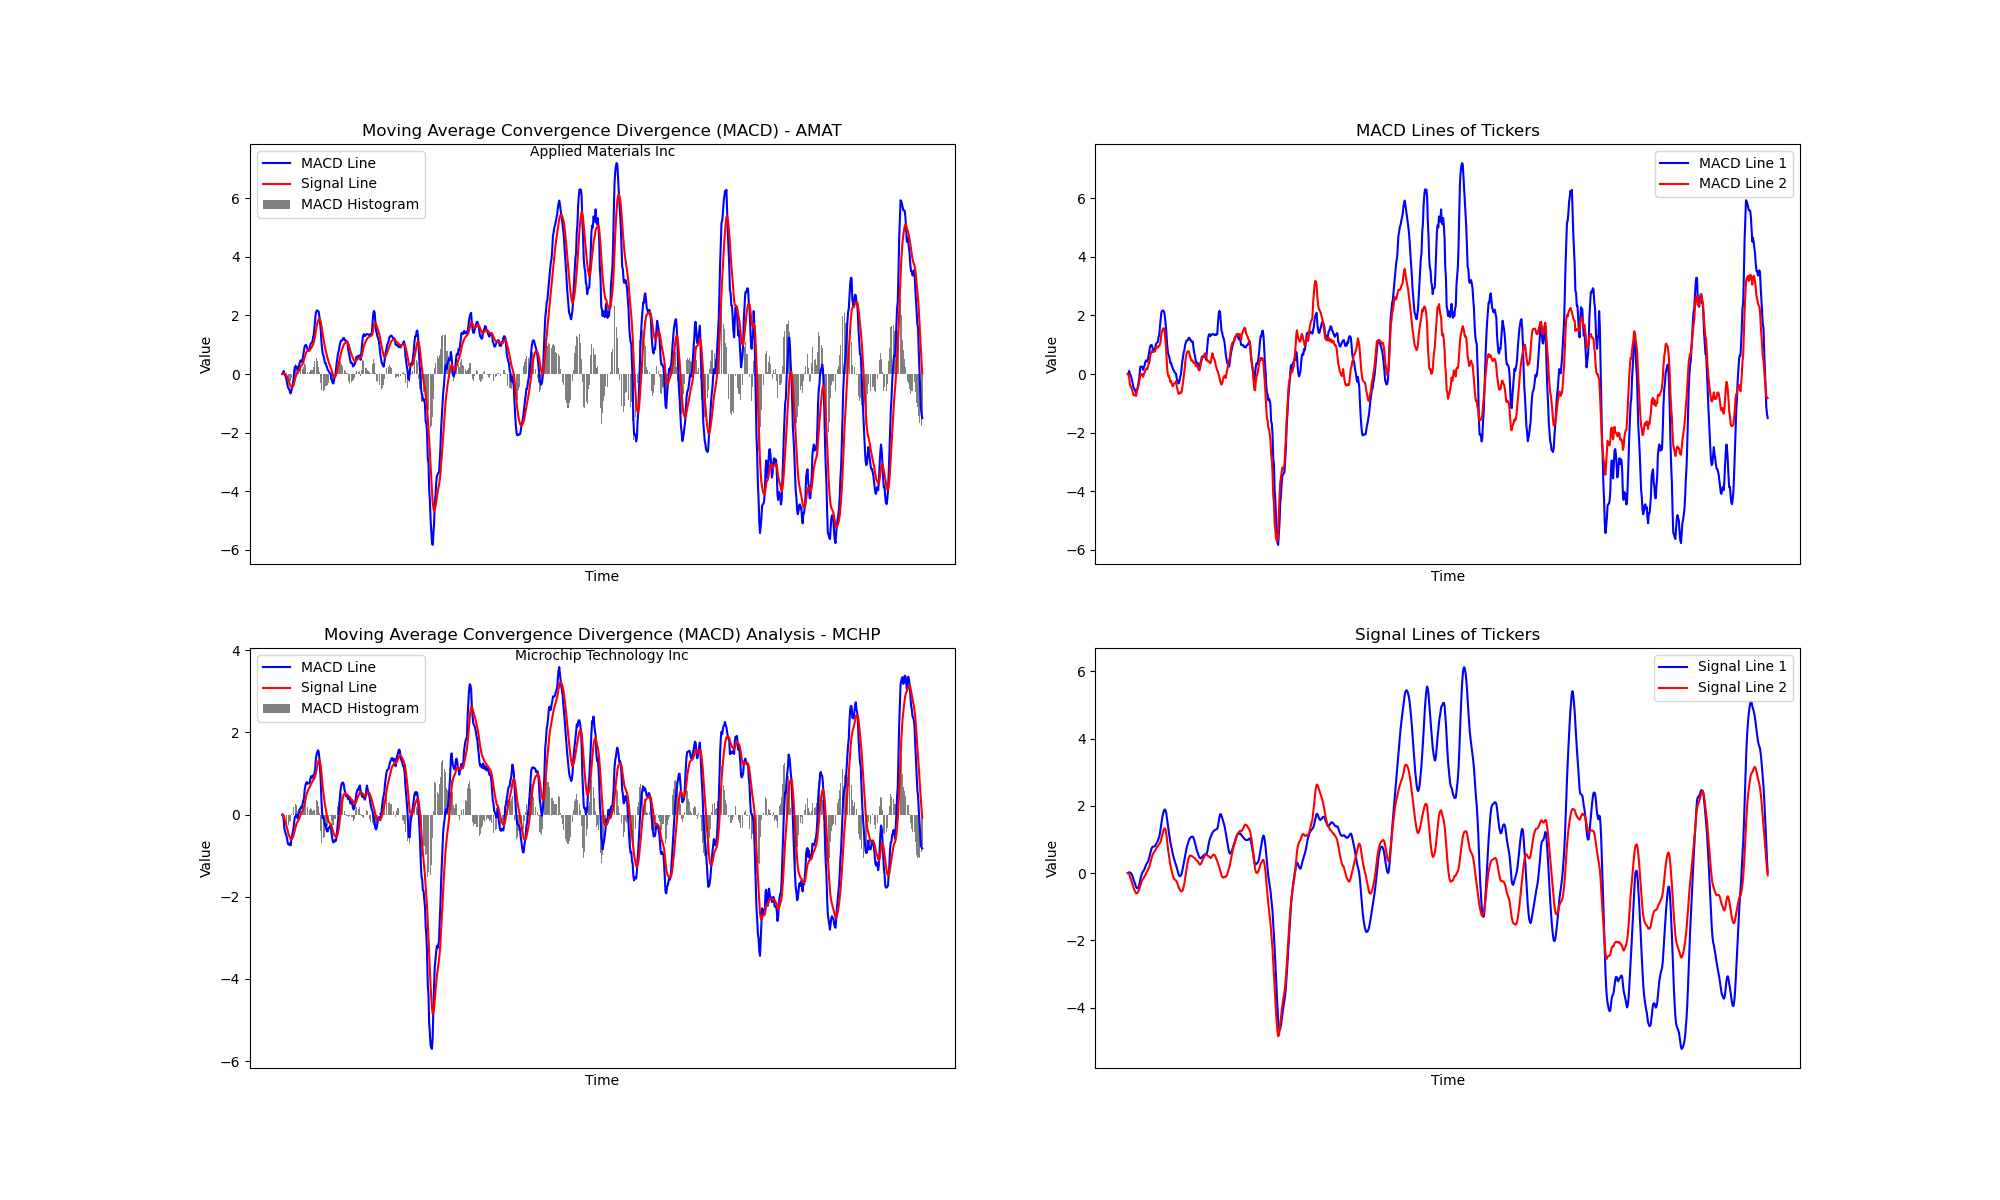 Moving Average Convergence Divergence (MACD) - AMAT
Applied Materials Inc
MACD Line
Signal Line
MACD Histogram
6
4
2
0
−2
−4
−6
Value
Time
MACD Lines of Tickers
MACD Line 1
MACD Line 2
6
4
2
0
−2
−4
−6
Value
Time
Moving Average Convergence Divergence (MACD) Analysis - MCHP
Microchip Technology Inc
MACD Line
Signal Line
MACD Histogram
4
2
0
−2
−4
−6
Value
Time
Signal Lines of Tickers
Signal Line 1
Signal Line 2
6
4
2
0
−2
−4
Value
Time